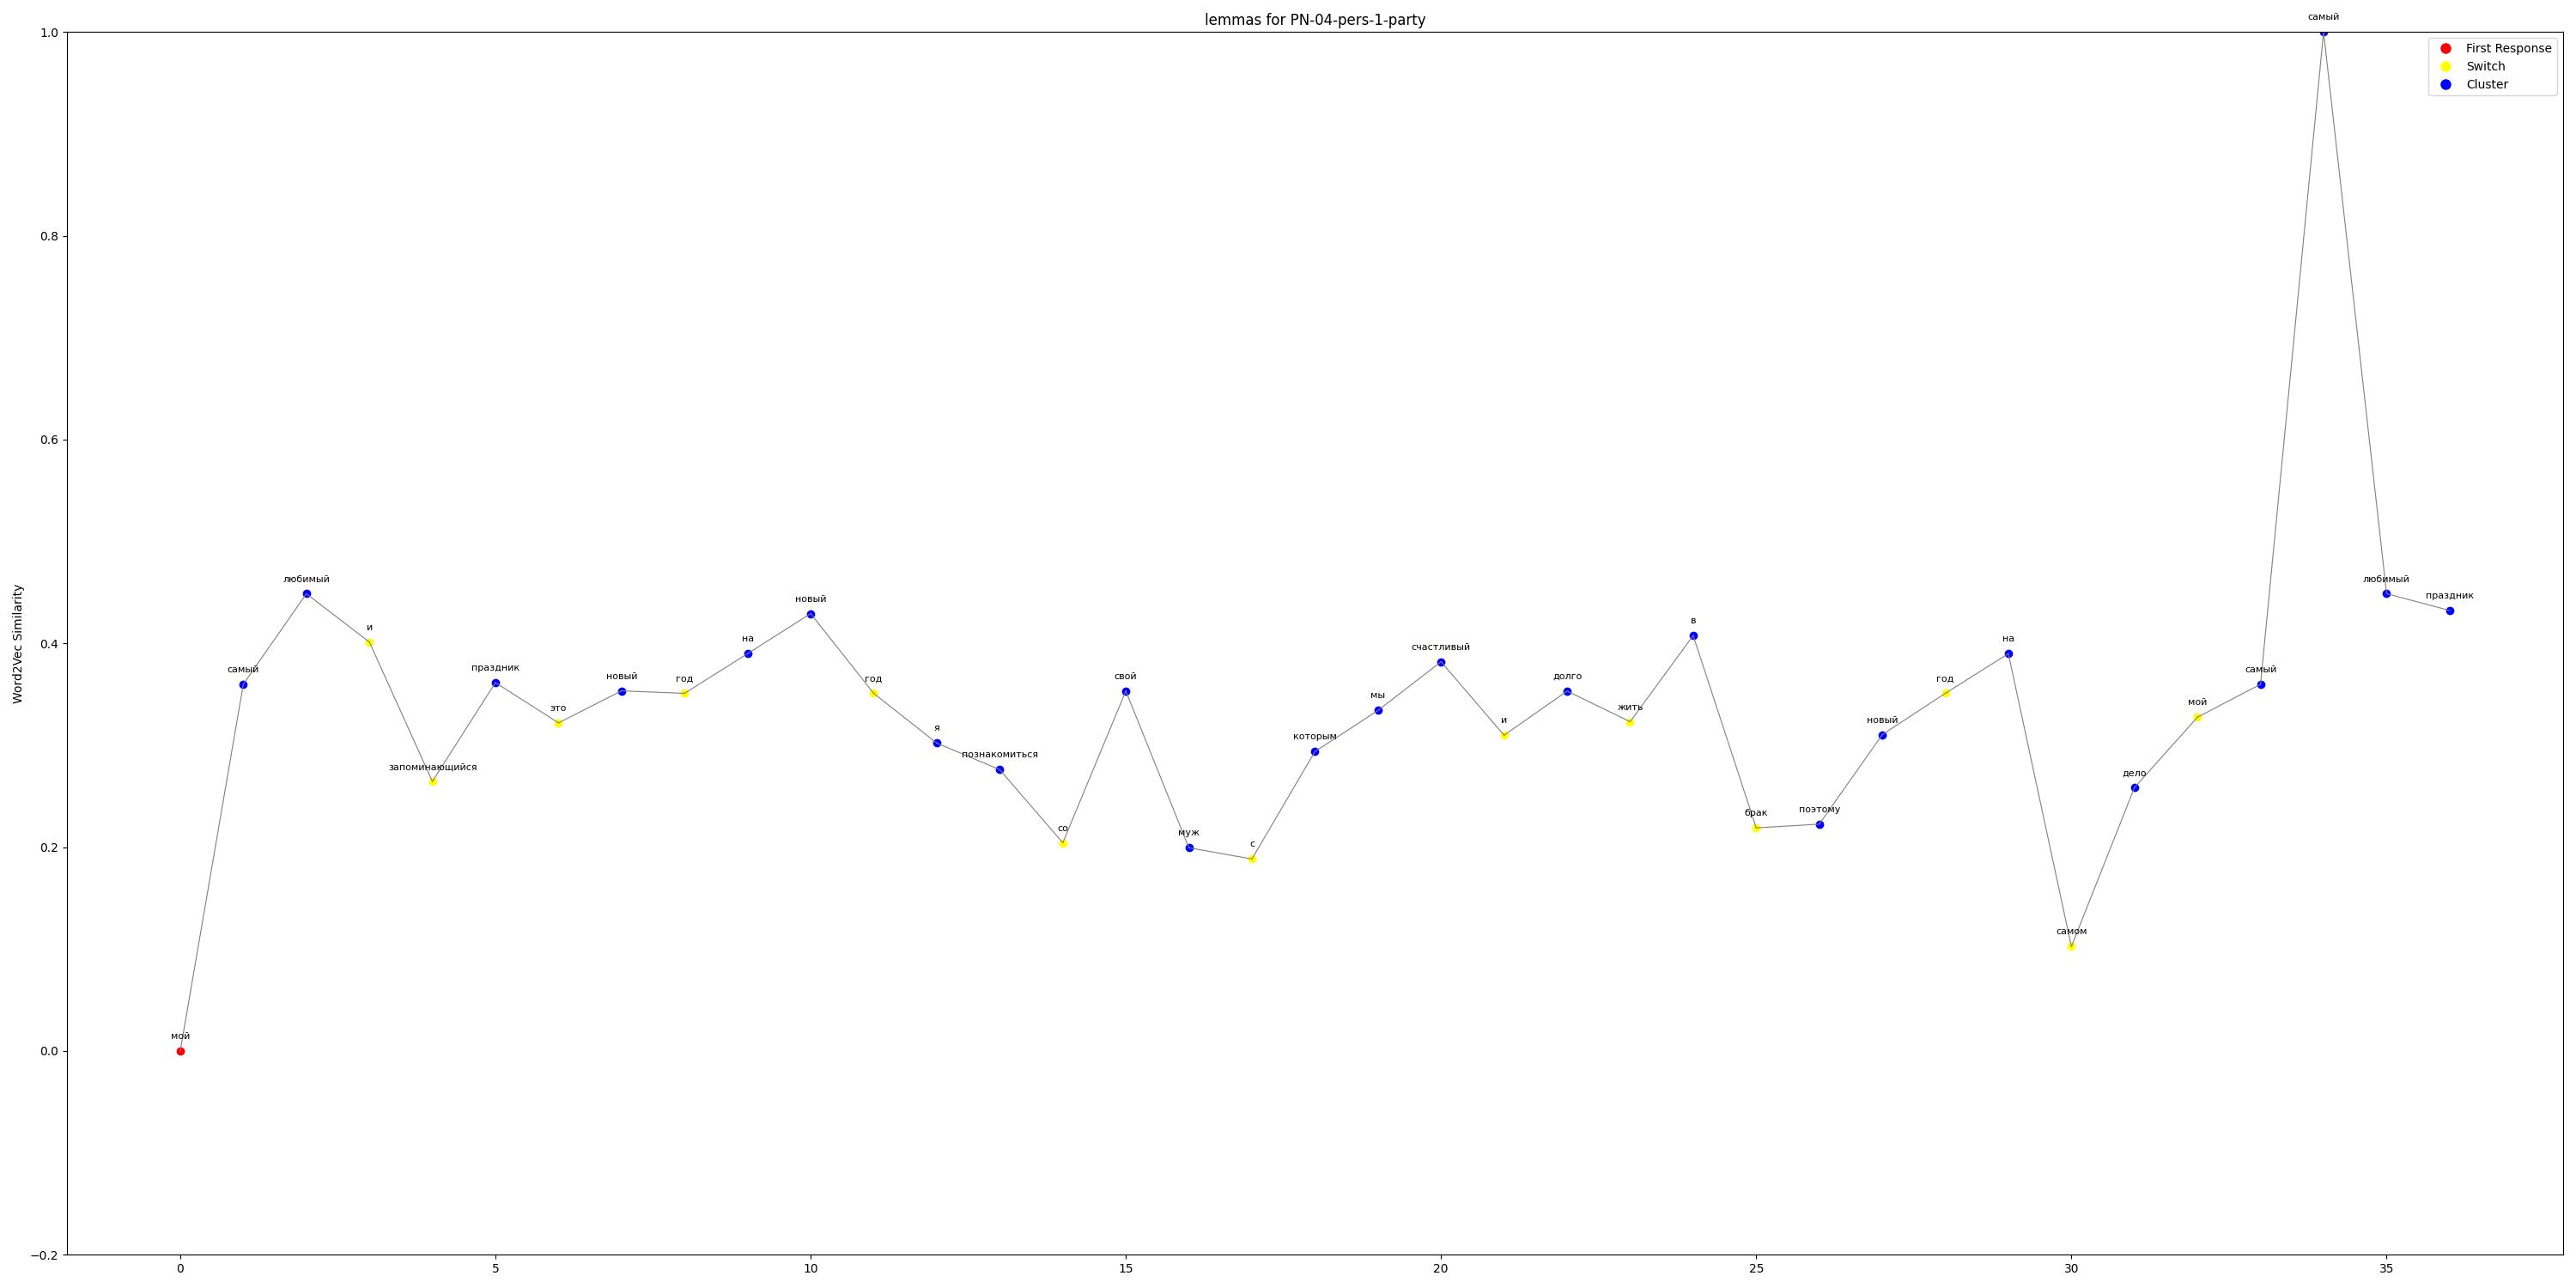 lemmas for PN-04-pers-1-party
Word2Vec Similarity
1.0
0.8
0.6
0.4
0.2
0.0
−0.2
First Response
Switch
Cluster
мой
самый
любимый
и
запоминающийся
праздник
это
новый
год
на
новый
год
я
познакомиться
со
свой
муж
с
которым
мы
счастливый
и
долго
жить
в
брак
поэтому
новый
год
на
самом
дело
мой
самый
самый
любимый
праздник
0
5
10
15
20
25
30
35